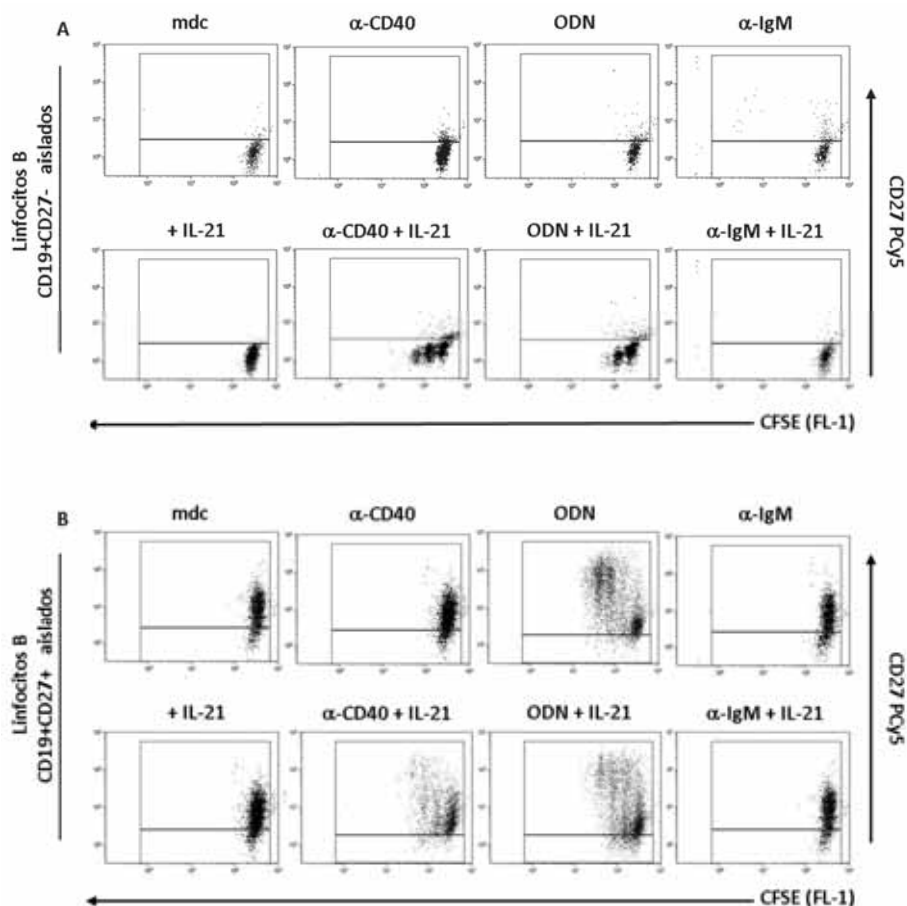 A
mdc
α-CD40
ODN
α-IgM
Linfocitos B
CD19+CD27- aislados
+ IL-21
α-CD40 + IL-21
ODN + IL-21
α-IgM + IL-21
CD27 PCy5
CFSE (FL-1)
B
mdc
α-CD40
ODN
α-IgM
Linfocitos B
CD19+CD27+ aislados
+ IL-21
α-CD40 + IL-21
ODN + IL-21
α-IgM + IL-21
CD27 PCy5
CFSE (FL-1)